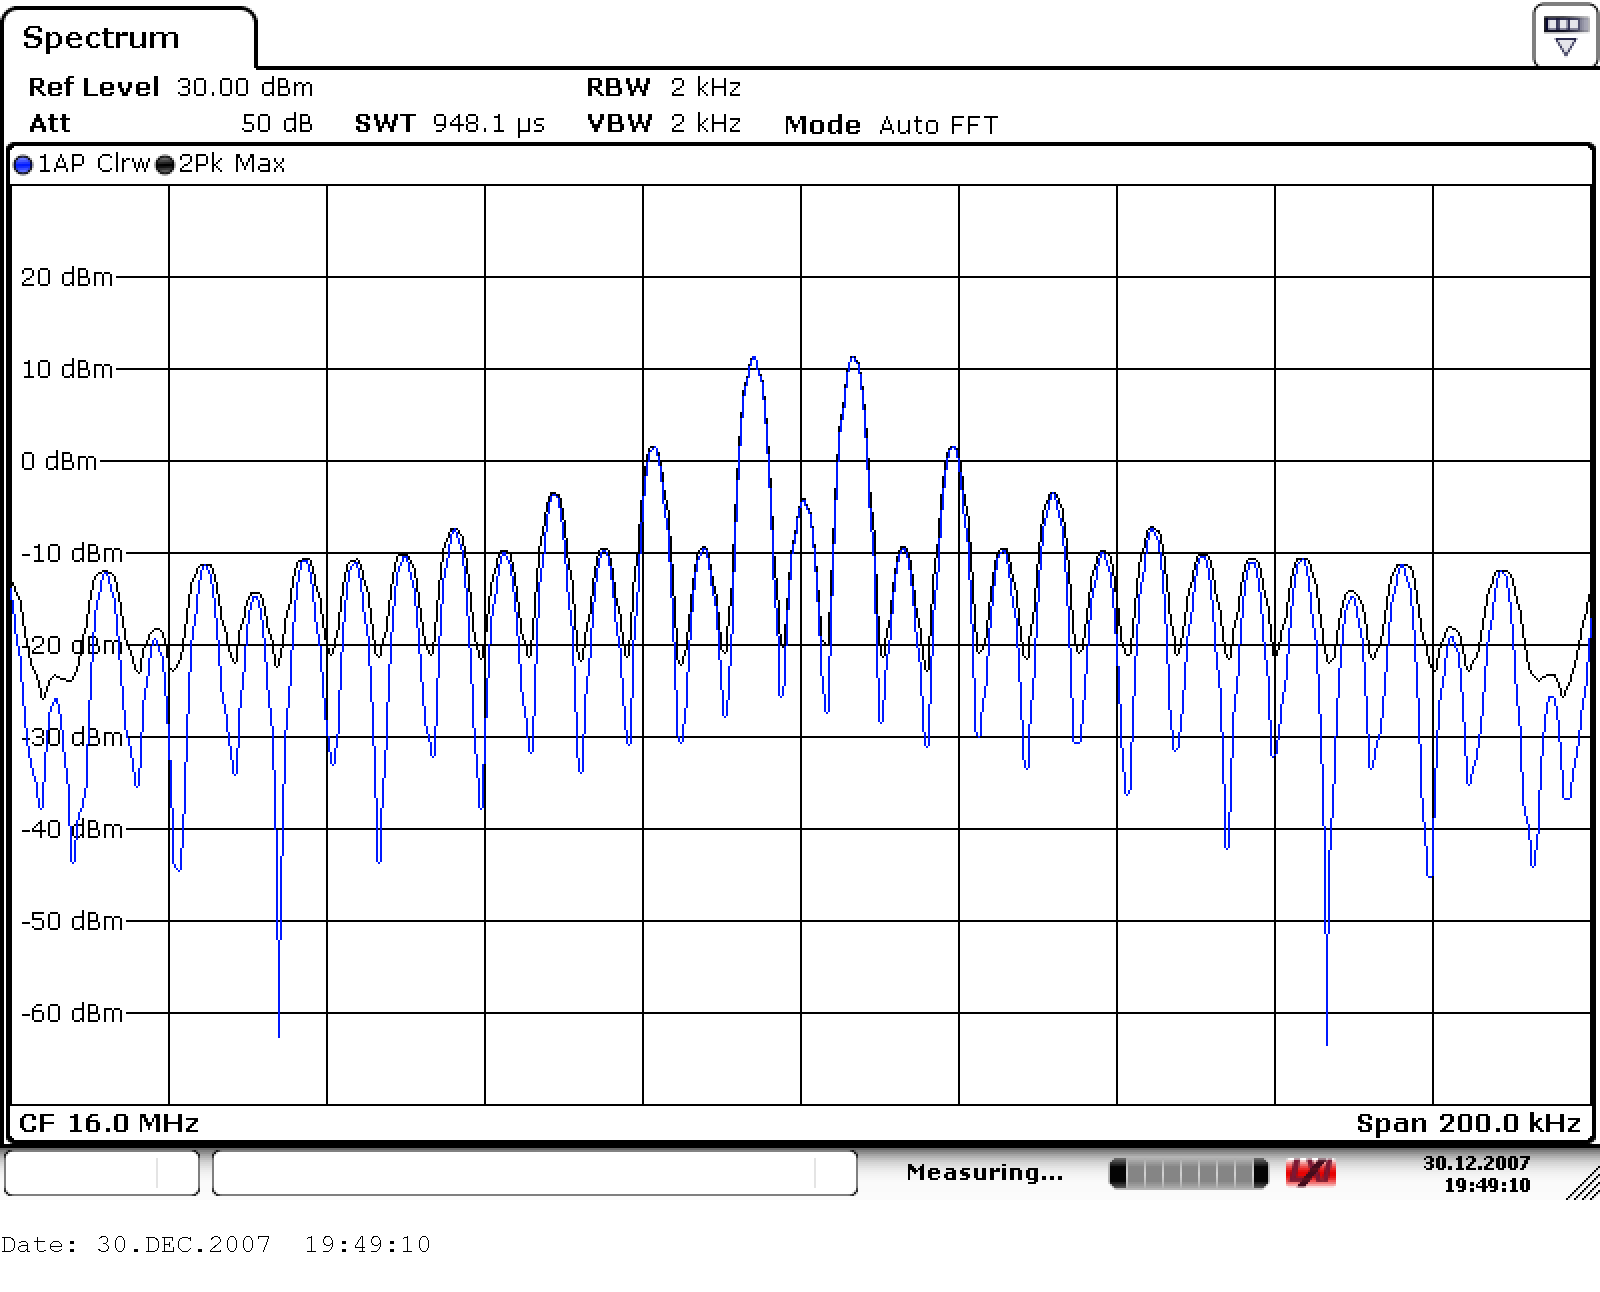 Spectrum
Ref Level 30.00 dBm RBW 2 kHz
Att 50 dB SWT 948.1 µs VBW 2 kHz Mode Auto FFT
1AP Clrw 2Pk Max
20 dBm
10 dBm
0 dBm
-10 dBm
-20 dBm
-30 dBm
-40 dBm
-50 dBm
-60 dBm
CF 16.0 MHz Span 200.0 kHz
Measuring... LXI 30.12.2007
19:49:10
Date: 30.DEC.2007 19:49:10